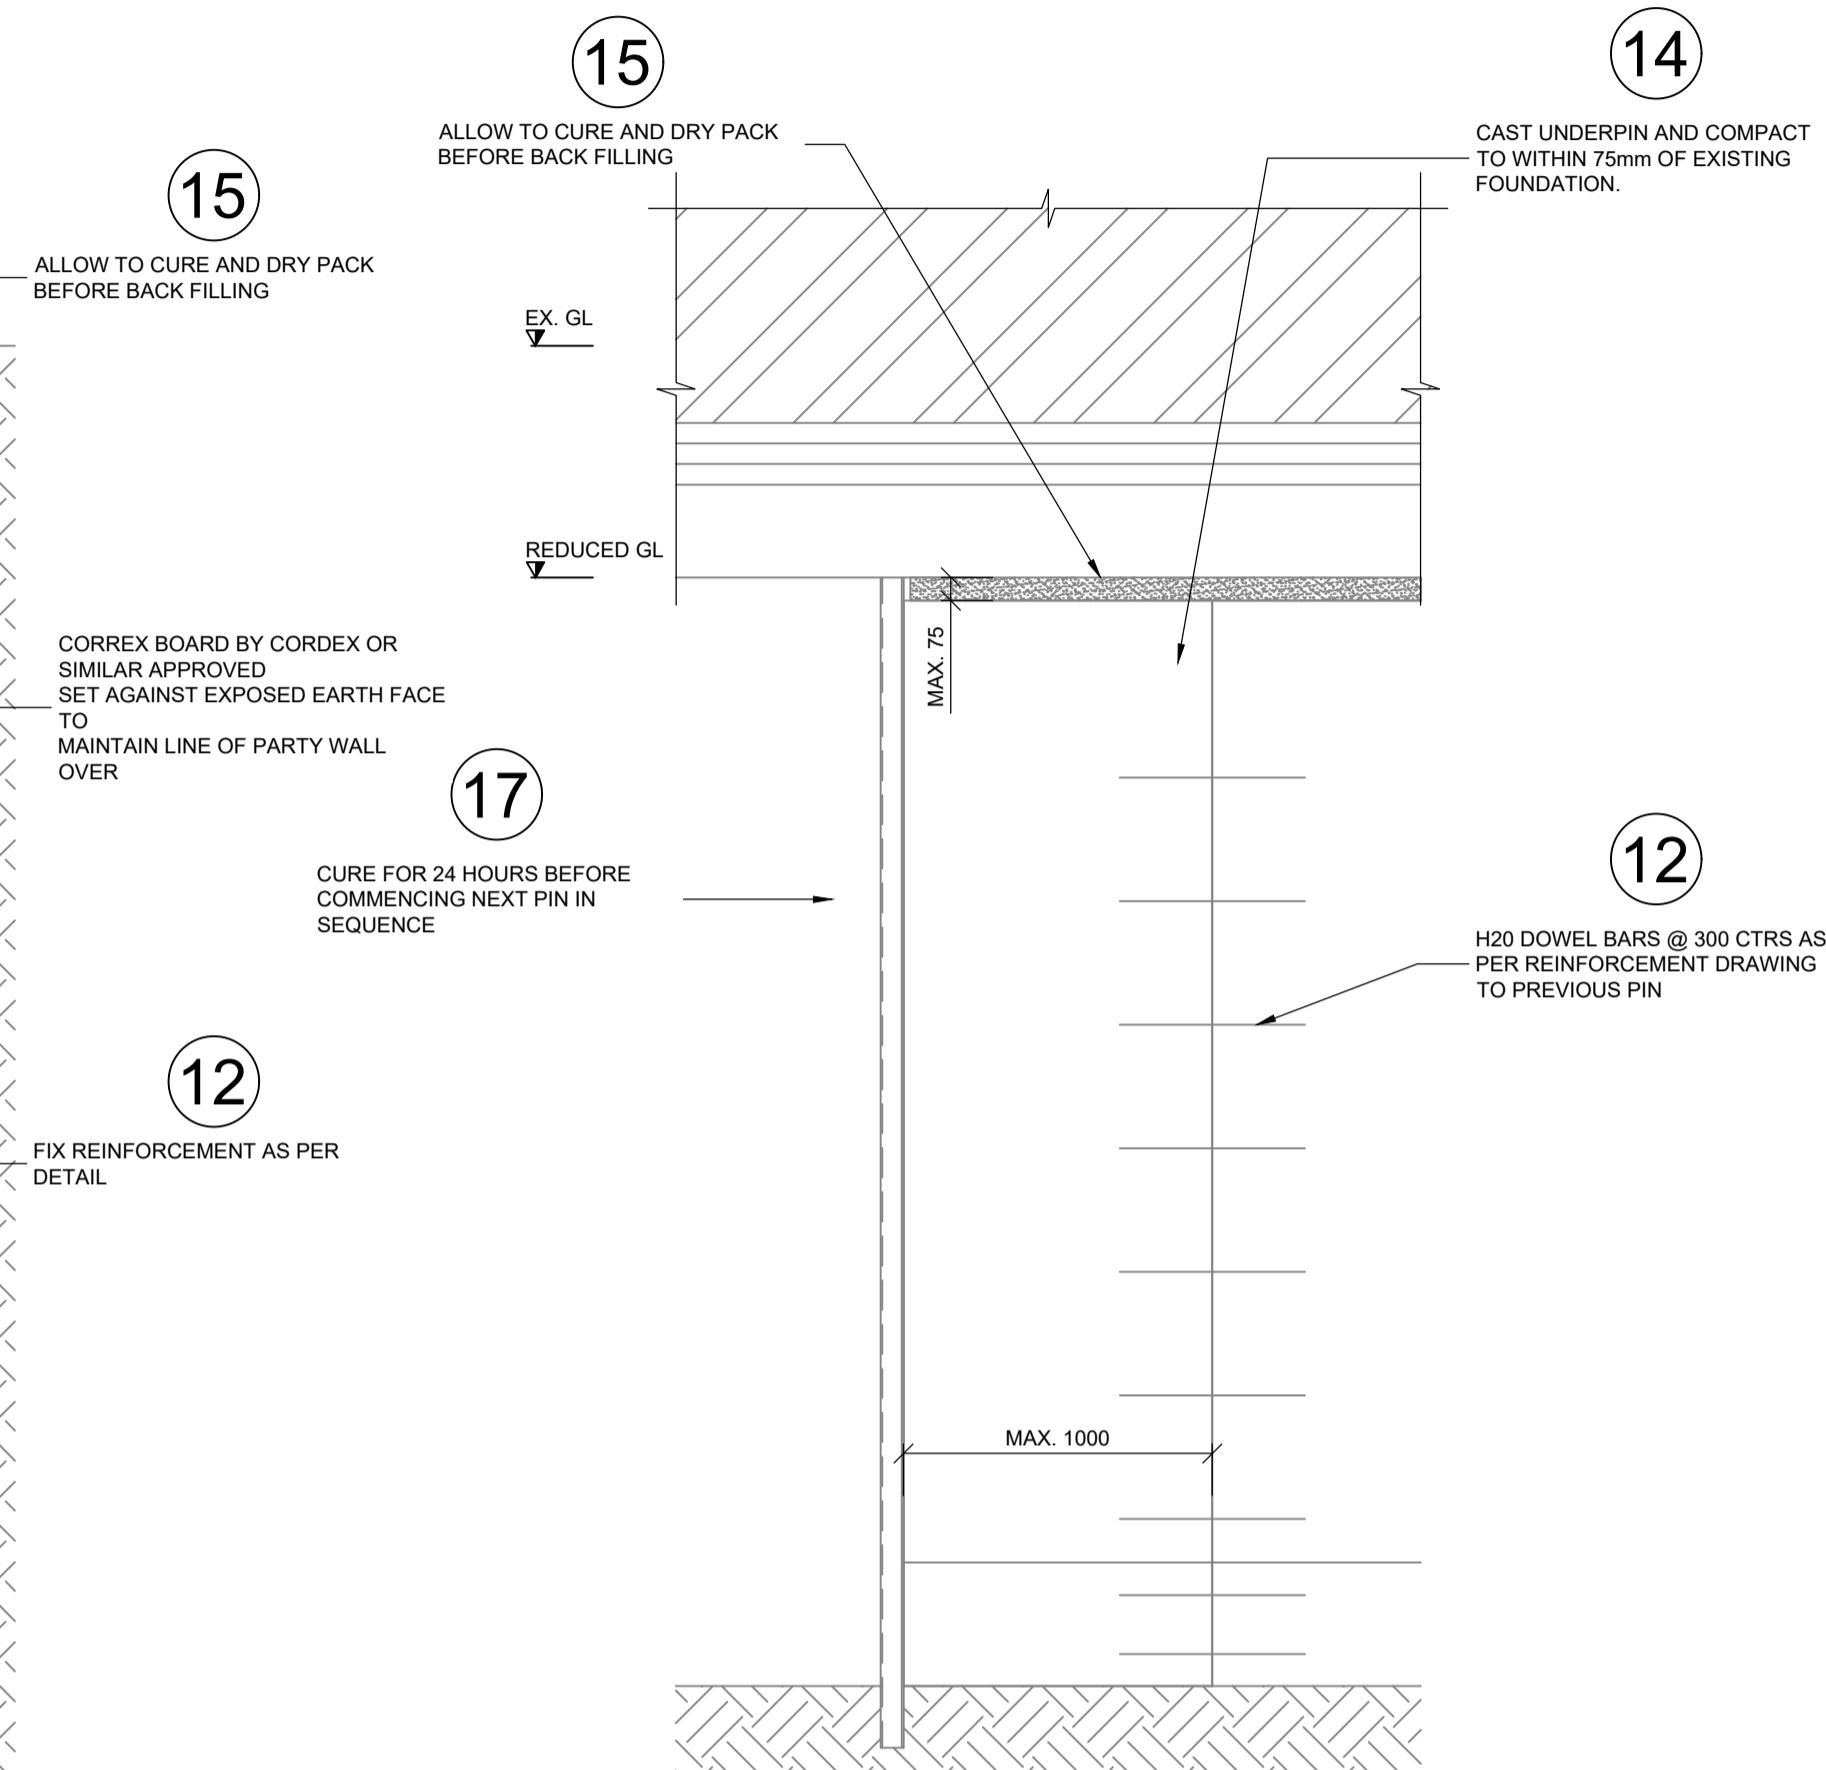 15
ALLOW TO CURE AND DRY PACK
BEFORE BACK FILLING
14
CAST UNDERPIN AND COMPACT
TO WITHIN 75mm OF EXISTING
FOUNDATION.
15
ALLOW TO CURE AND DRY PACK
BEFORE BACK FILLING
EX. GL
REDUCED GL
MAX. 75
CORREX BOARD BY CORDEX OR
SIMILAR APPROVED
SET AGAINST EXPOSED EARTH FACE
TO
MAINTAIN LINE OF PARTY WALL
OVER
17
CURE FOR 24 HOURS BEFORE
COMMENCING NEXT PIN IN
SEQUENCE
12
H20 DOWEL BARS @ 300 CTRS AS
PER REINFORCEMENT DRAWING
TO PREVIOUS PIN
12
FIX REINFORCEMENT AS PER
DETAIL
MAX. 1000